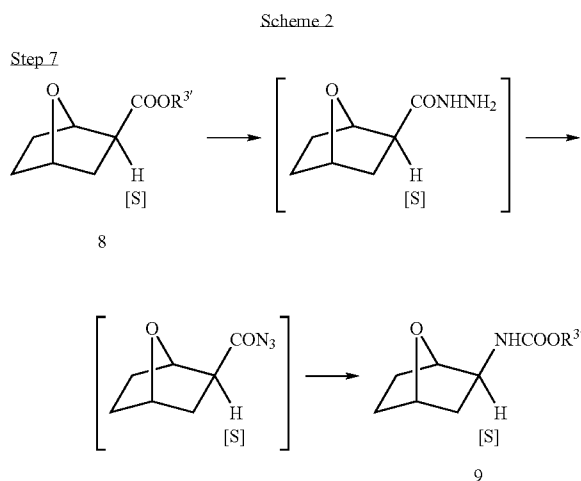 Scheme 2
Step 7
O
COOR3'
H
[S]
8
O
CONHNH2
H
[S]
O
CON3
H
[S]
O
NHCOOR3
H
[S]
9